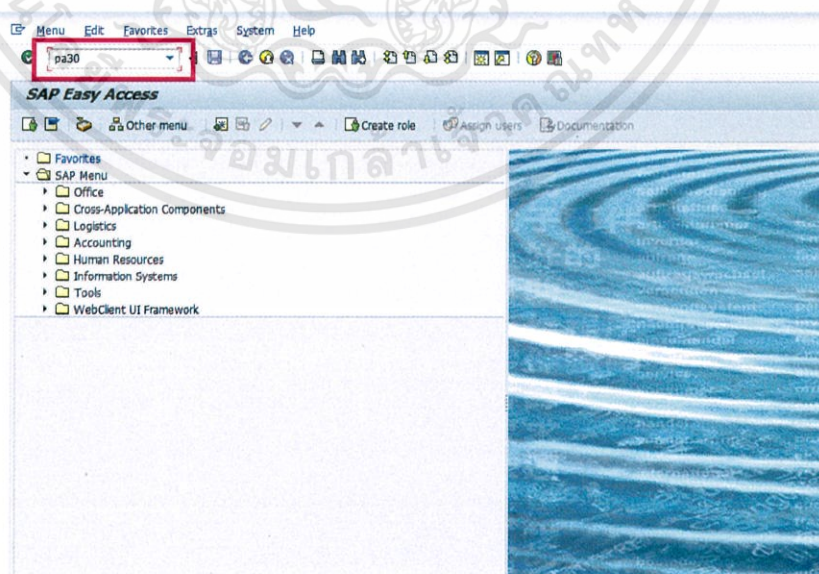 Menu Edit Favorites Extras System Help
pa30
SAP Easy Access
Other menu Create role Assign users Documentation
Favorites
SAP Menu
Office
Cross-Application Components
Logistics
Accounting
Human Resources
Information Systems
Tools
WebClient UI Framework